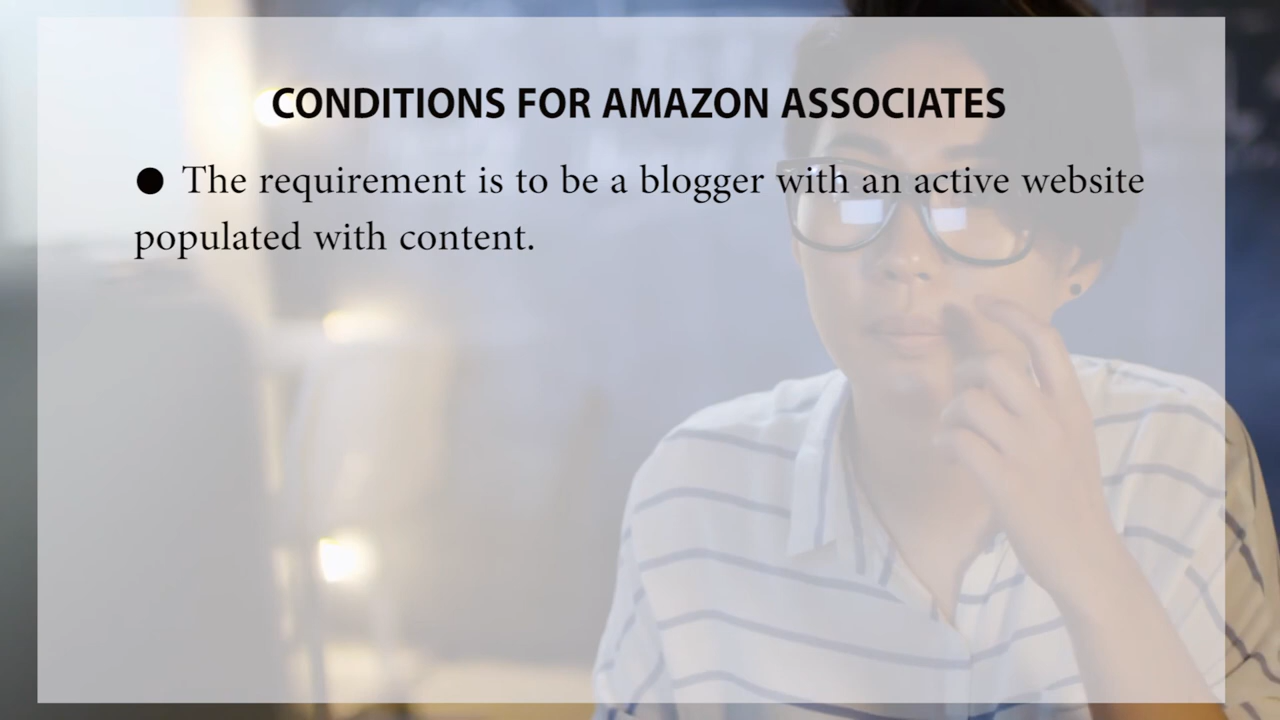 CONDITIONS FOR AMAZON ASSOCIATES
● The requirement is to be a blogger with an active website
populated with content.